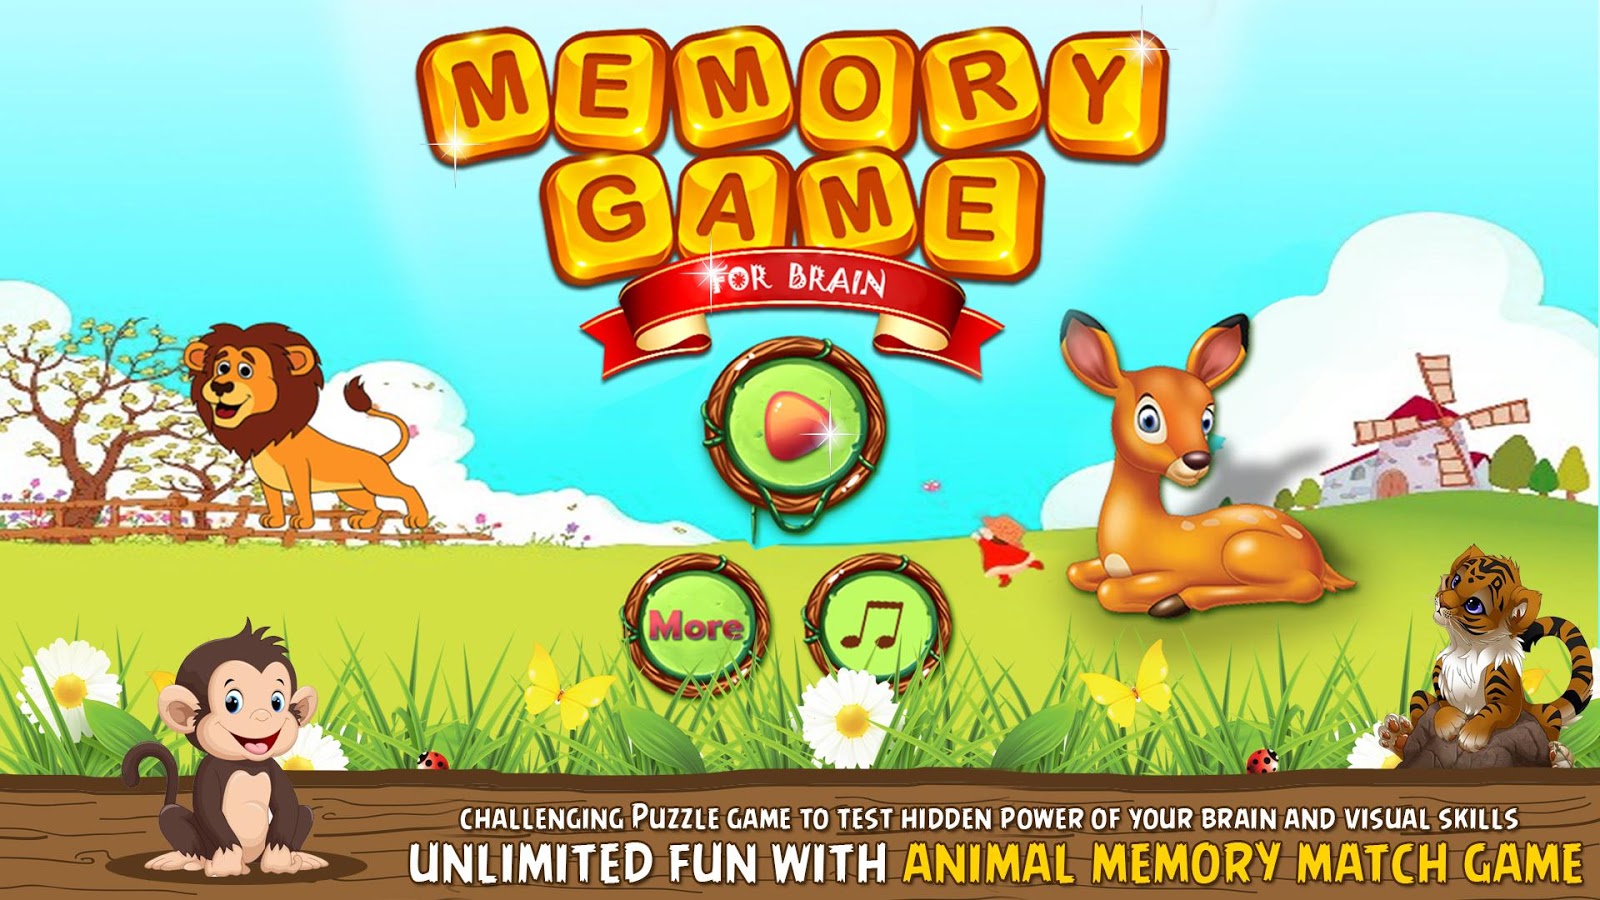 MEMORY
GAME
FOR BRAIN
More
CHALLENGING PUZZLE GAME TO TEST HIDDEN POWER OF YOUR BRAIN AND VISUAL SKILLS
UNLIMITED FUN WITH ANIMAL MEMORY MATCH GAME